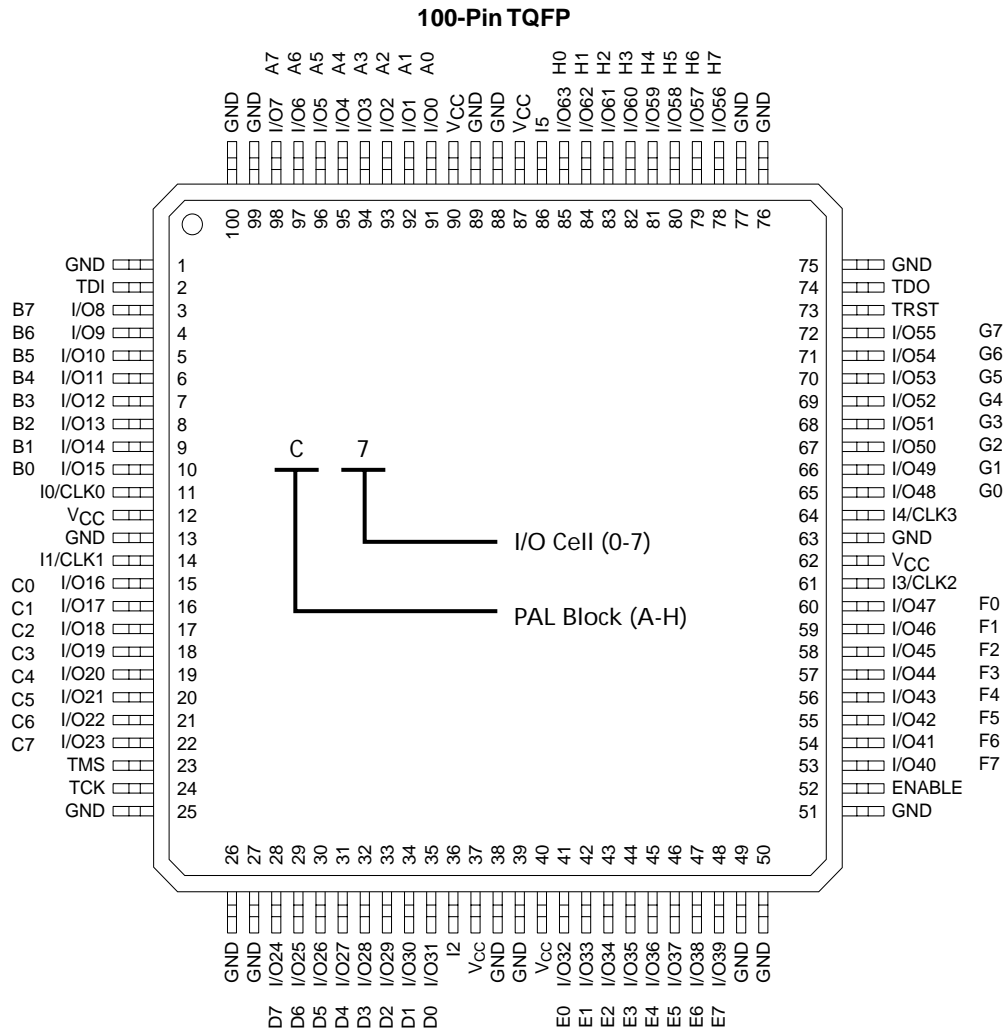 100-Pin TQFP
A7 A6 A5 A4 A3 A2 A1 A0 H0 H1 H2 H3 H4 H5 H6 H7
GND GND I/O7 I/O6 I/O5 I/O4 I/O3 I/O2 I/O1 I/O0 VCC GND GND VCC I5 I/O63 I/O62 I/O61 I/O60 I/O59 I/O58 I/O57 I/O56 GND GND
100 99 98 97 96 95 94 93 92 91 90 89 88 87 86 85 84 83 82 81 80 79 78 77 76
GND 1 75 GND
TDI 2 74 TDO
B7 I/O8 3 73 TRST
B6 I/O9 4 72 I/O55 G7
B5 I/O10 5 71 I/O54 G6
B4 I/O11 6 70 I/O53 G5
B3 I/O12 7 69 I/O52 G4
B2 I/O13 8 68 I/O51 G3
B1 I/O14 9 C 7 67 I/O50 G2
B0 I/O15 10 66 I/O49 G1
I0/CLK0 11 65 I/O48 G0
VCC 12 64 I4/CLK3
GND 13 I/O Cell (0-7) 63 GND
I1/CLK1 14 62 VCC
C0 I/O16 15 61 I3/CLK2
C1 I/O17 16 PAL Block (A-H) 60 I/O47 F0
C2 I/O18 17 59 I/O46 F1
C3 I/O19 18 58 I/O45 F2
C4 I/O20 19 57 I/O44 F3
C5 I/O21 20 56 I/O43 F4
C6 I/O22 21 55 I/O42 F5
C7 I/O23 22 54 I/O41 F6
TMS 23 53 I/O40 F7
TCK 24 52 ENABLE
GND 25 51 GND
26 27 28 29 30 31 32 33 34 35 36 37 38 39 40 41 42 43 44 45 46 47 48 49 50
GND GND I/O24 I/O25 I/O26 I/O27 I/O28 I/O29 I/O30 I/O31 I2 Vcc GND GND Vcc I/O32 I/O33 I/O34 I/O35 I/O36 I/O37 I/O38 I/O39 GND GND
D7 D6 D5 D4 D3 D2 D1 D0 E0 E1 E2 E3 E4 E5 E6 E7